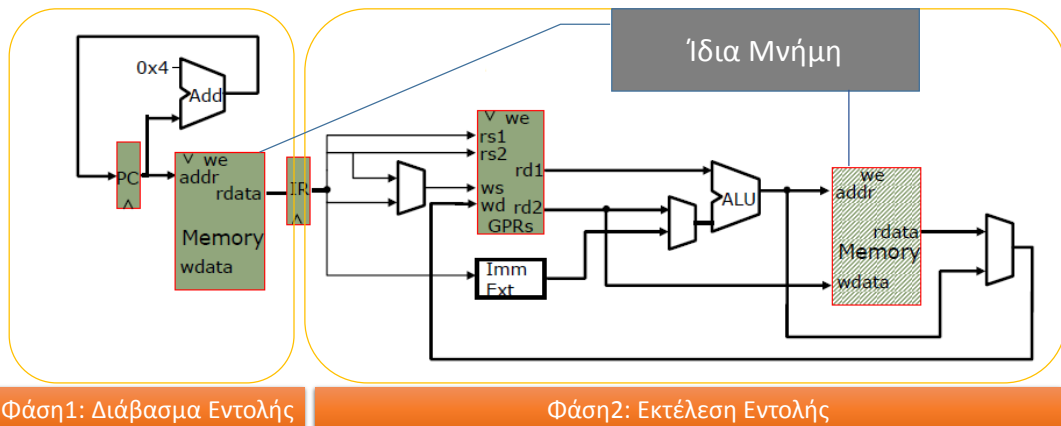 Ίδια Μνήμη
0x4
Add
PC
we
addr
rdata
Memory
wdata
IR
we
rs1
rs2
rd1
ws
wd
rd2
GPRs
Imm
Ext
ALU
we
addr
rdata
Memory
wdata
Φάση1: Διάβασμα Εντολής
Φάση2: Εκτέλεση Εντολής